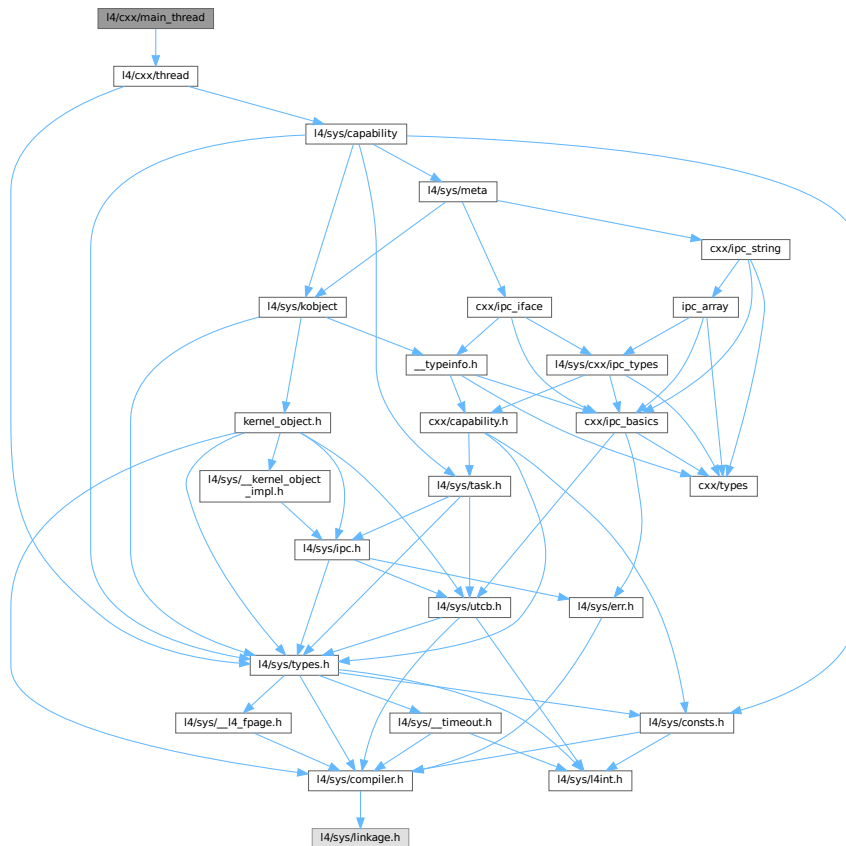 l4/cxx/main_thread
l4/cxx/thread
l4/sys/capability
l4/sys/meta
cxx/ipc_string
l4/sys/kobject
cxx/ipc_iface
ipc_array
__typeinfo.h
l4/sys/cxx/ipc_types
kernel_object.h
cxx/capability.h
cxx/ipc_basics
l4/sys/__kernel_object
_impl.h
l4/sys/task.h
cxx/types
l4/sys/ipc.h
l4/sys/utcb.h
l4/sys/err.h
l4/sys/types.h
l4/sys/__l4_fpage.h
l4/sys/__timeout.h
l4/sys/consts.h
l4/sys/compiler.h
l4/sys/l4int.h
l4/sys/linkage.h